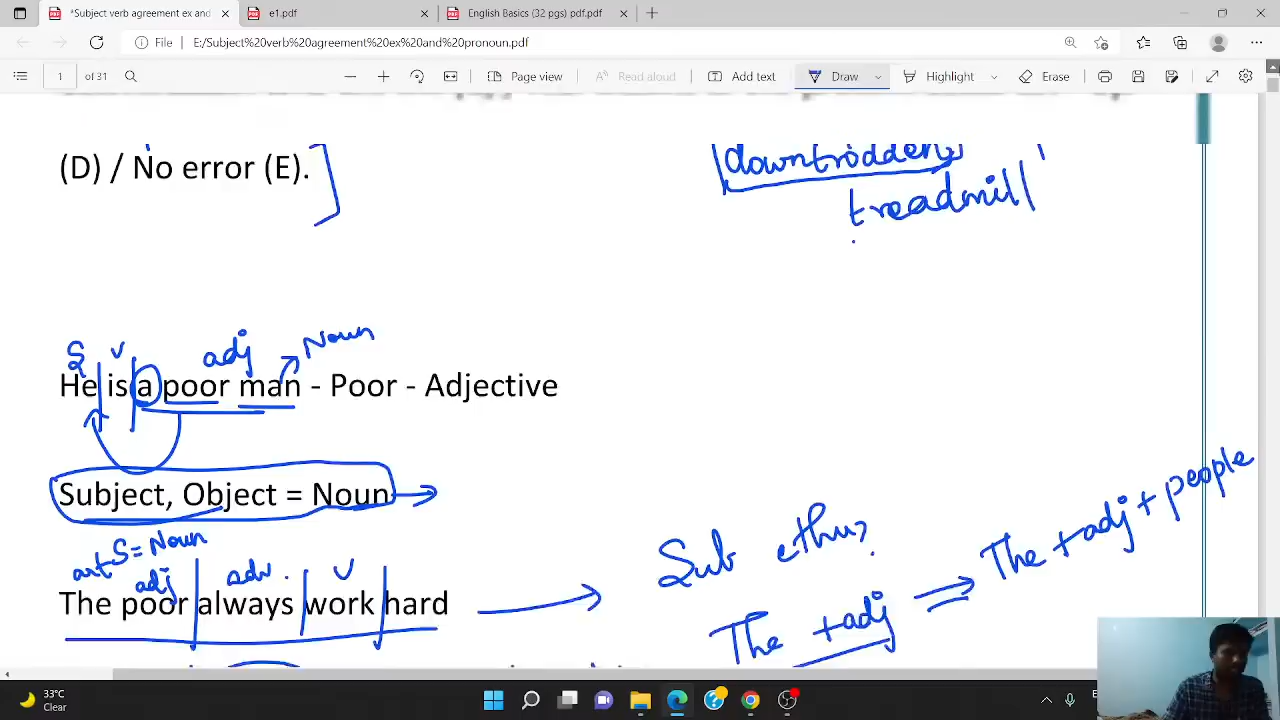 *Subject verb agreement ex and
e1.pdf
English Basics (32 pgs) pdf.pdf
File E:/Subject%20verb%20agreement%20ex%20and%20pronoun.pdf
1 of 31
Page view
Read aloud
Add text
Draw
Highlight
Erase
(D) / No error (E).
downtrodden
treadmill
S V adj Noun
He is a poor man - Poor - Adjective
Subject, Object = Noun
Sub ethu?
The + adj + people
art S = Noun
adj adv. V
The poor always work hard
The + adj
33°C
Clear